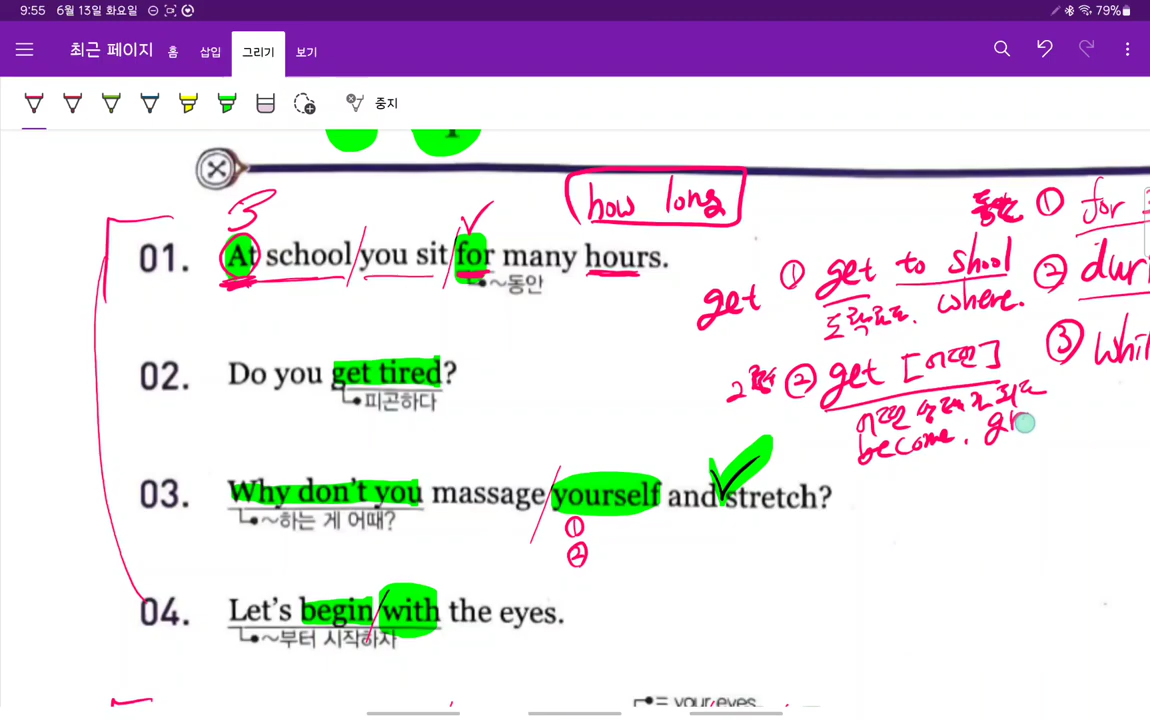 9:55 6월 13일 화요일 79%
최근 페이지 홈 삽입 그리기 보기
중지
how long
동안 ① for
01. At school you sit for many hours.
~동안
get ① get to shool ② duri
도착하다. where.
③ whil
02. Do you get tired?
피곤하다
② get [어떤]
어떤 상태가 되다
become. gr
03. Why don't you massage yourself and stretch?
~하는 게 어때?
①
②
04. Let's begin with the eyes.
~부터 시작하자
= your eyes